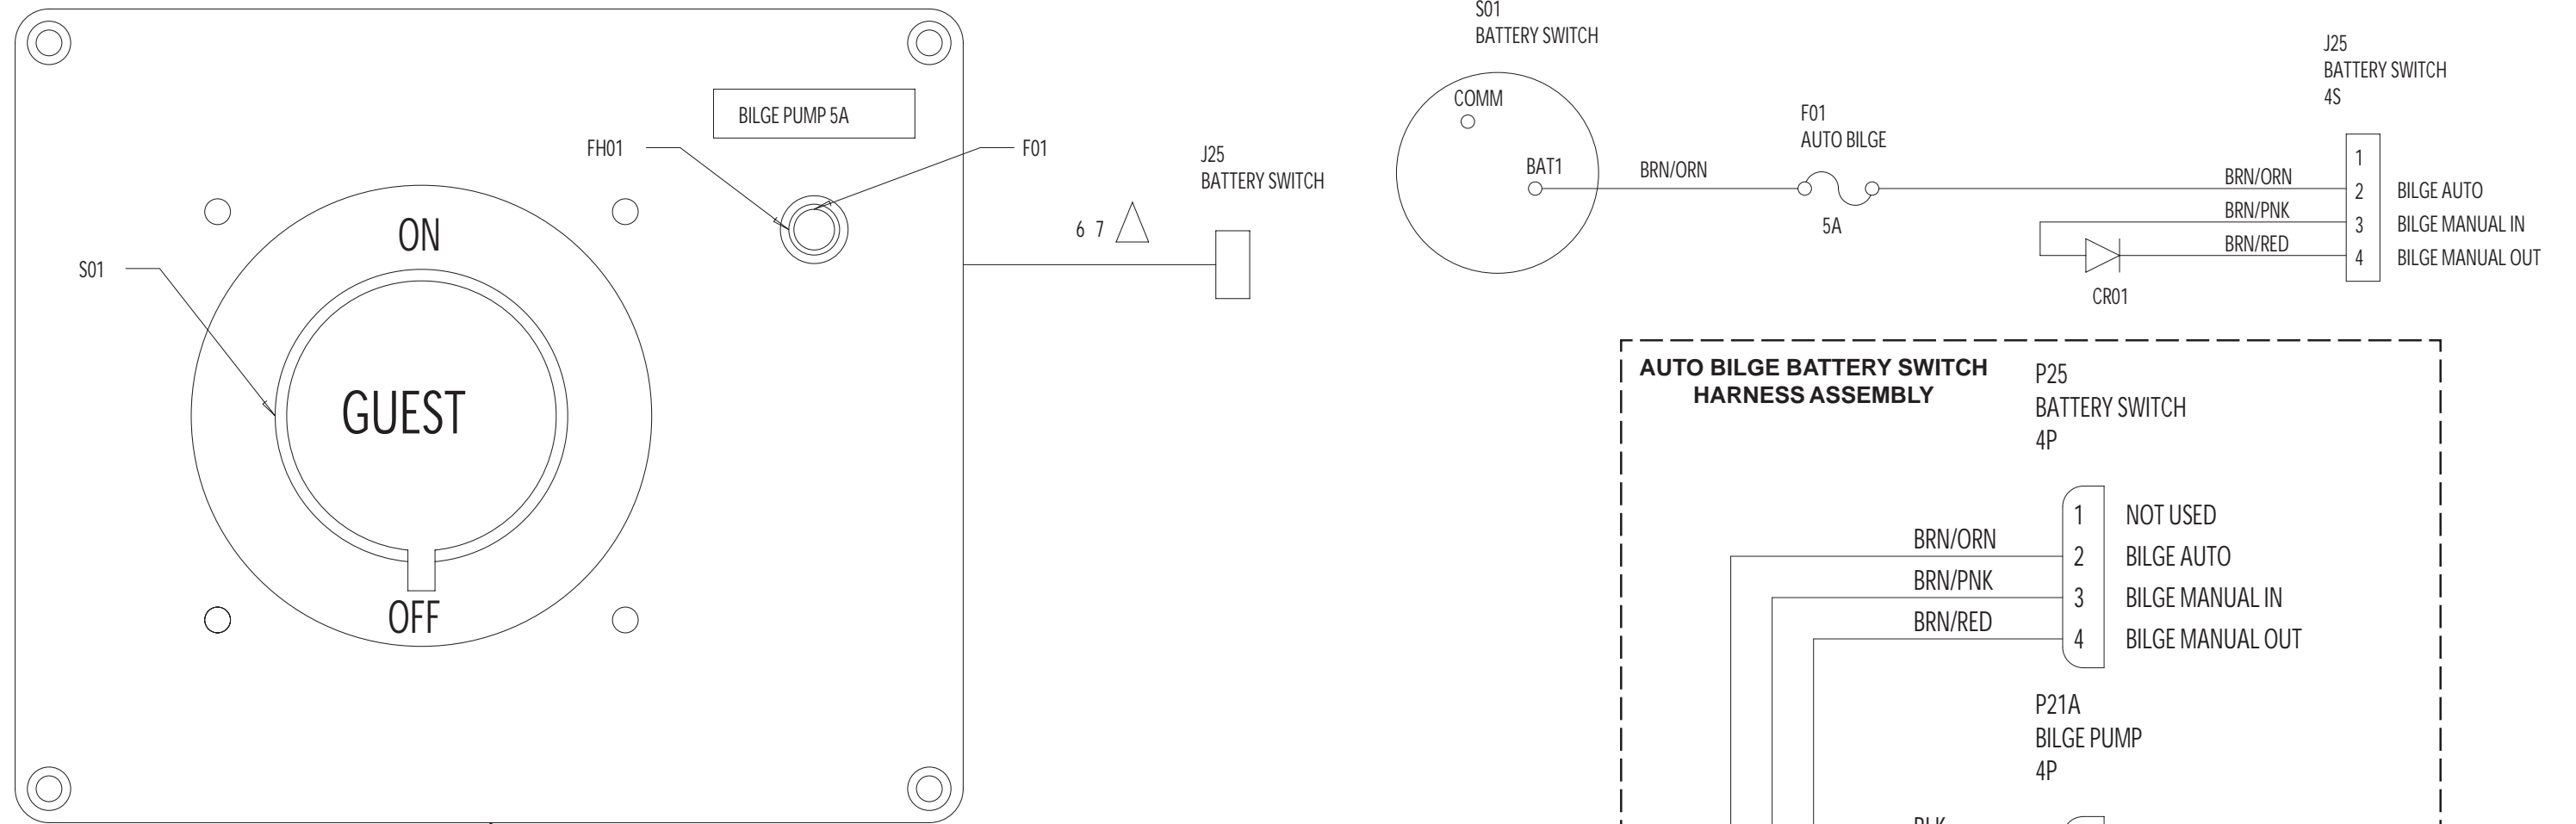 BILGE PUMP 5A
FH01
F01
S01
ON
GUEST
OFF
J25
BATTERY SWITCH
6 7
S01
BATTERY SWITCH
COMM
BAT1
BRN/ORN
F01
AUTO BILGE
5A
J25
BATTERY SWITCH
4S
BRN/ORN
BRN/PNK
BRN/RED
CR01
1
2 BILGE AUTO
3 BILGE MANUAL IN
4 BILGE MANUAL OUT
AUTO BILGE BATTERY SWITCH
HARNESS ASSEMBLY
P25
BATTERY SWITCH
4P
1 NOT USED
BRN/ORN 2 BILGE AUTO
BRN/PNK 3 BILGE MANUAL IN
BRN/RED 4 BILGE MANUAL OUT
P21A
BILGE PUMP
4P
BLK